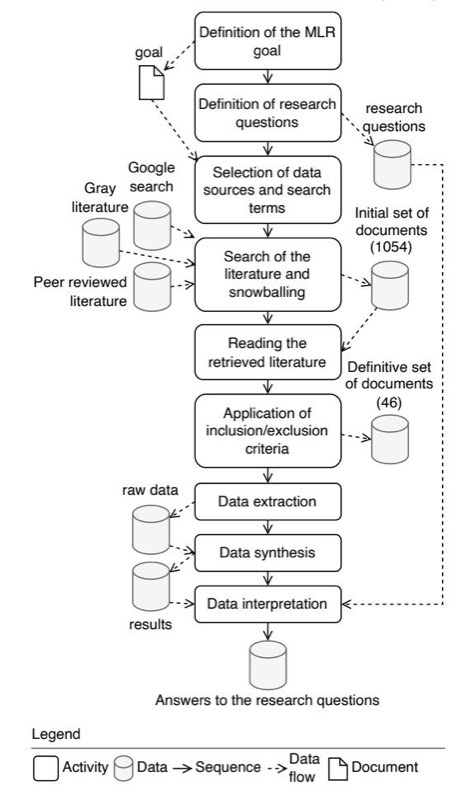 Definition of the MLR
goal
goal
Definition of research
questions
research
questions
Google
search
Selection of data
sources and search
terms
Gray
literature
Initial set of
documents
(1054)
Search of the
literature and
snowballing
Peer reviewed
literature
Reading the
retrieved literature
Definitive set
of documents
(46)
Application of
inclusion/exclusion
criteria
raw data
Data extraction
Data synthesis
Data interpretation
results
Answers to the research questions
Legend
Activity
Data
Sequence
Data
flow
Document